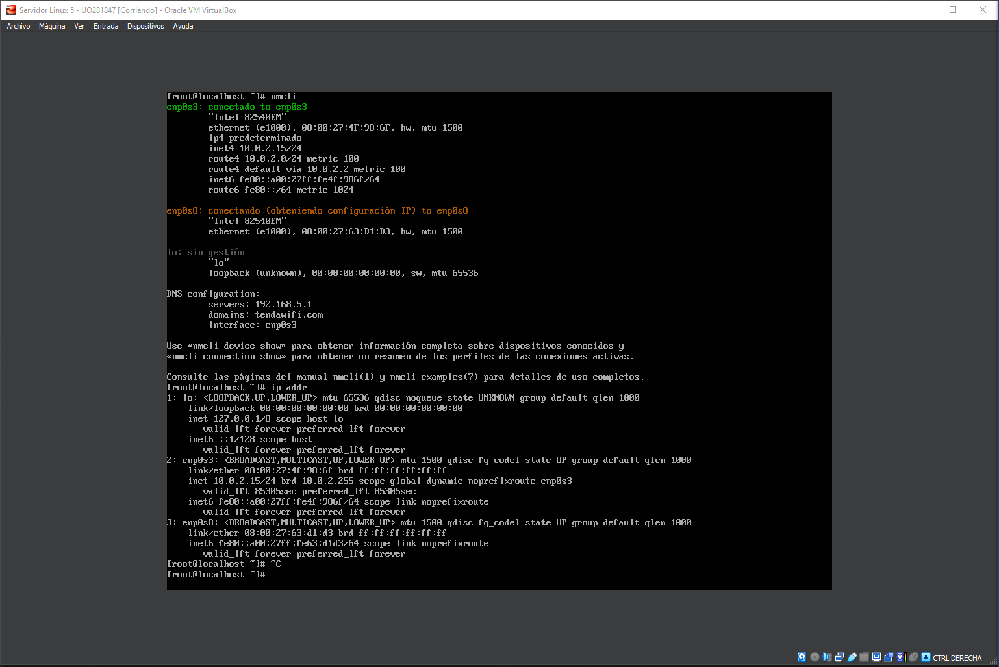 Servidor Linux 5 - UO281847 [Corriendo] - Oracle VM VirtualBox
Archivo Máquina Ver Entrada Dispositivos Ayuda
[root@localhost ~]# nmcli
enp0s3: conectado to enp0s3
"Intel 82540EM"
ethernet (e1000), 08:00:27:4F:98:6F, hw, mtu 1500
ip4 predeterminado
inet4 10.0.2.15/24
route4 10.0.2.0/24 metric 100
route4 default via 10.0.2.2 metric 100
inet6 fe80::a00:27ff:fe4f:986f/64
route6 fe80::/64 metric 1024
enp0s8: conectando (obteniendo configuración IP) to enp0s8
"Intel 82540EM"
ethernet (e1000), 08:00:27:63:D1:D3, hw, mtu 1500
lo: sin gestión
"lo"
loopback (unknown), 00:00:00:00:00:00, sw, mtu 65536
DNS configuration:
servers: 192.168.5.1
domains: tendawifi.com
interface: enp0s3
Use «nmcli device show» para obtener información completa sobre dispositivos conocidos y
«nmcli connection show» para obtener un resumen de los perfiles de las conexiones activas.
Consulte las páginas del manual nmcli(1) y nmcli-examples(7) para detalles de uso completos.
[root@localhost ~]# ip addr
1: lo: <LOOPBACK,UP,LOWER_UP> mtu 65536 qdisc noqueue state UNKNOWN group default qlen 1000
link/loopback 00:00:00:00:00:00 brd 00:00:00:00:00:00
inet 127.0.0.1/8 scope host lo
valid_lft forever preferred_lft forever
inet6 ::1/128 scope host
valid_lft forever preferred_lft forever
2: enp0s3: <BROADCAST,MULTICAST,UP,LOWER_UP> mtu 1500 qdisc fq_codel state UP group default qlen 1000
link/ether 08:00:27:4f:98:6f brd ff:ff:ff:ff:ff:ff
inet 10.0.2.15/24 brd 10.0.2.255 scope global dynamic noprefixroute enp0s3
valid_lft 85305sec preferred_lft 85305sec
inet6 fe80::a00:27ff:fe4f:986f/64 scope link noprefixroute
valid_lft forever preferred_lft forever
3: enp0s8: <BROADCAST,MULTICAST,UP,LOWER_UP> mtu 1500 qdisc fq_codel state UP group default qlen 1000
link/ether 08:00:27:63:d1:d3 brd ff:ff:ff:ff:ff:ff
inet6 fe80::a00:27ff:fe63:d1d3/64 scope link noprefixroute
valid_lft forever preferred_lft forever
[root@localhost ~]# ^C
[root@localhost ~]#
CTRL DERECHA